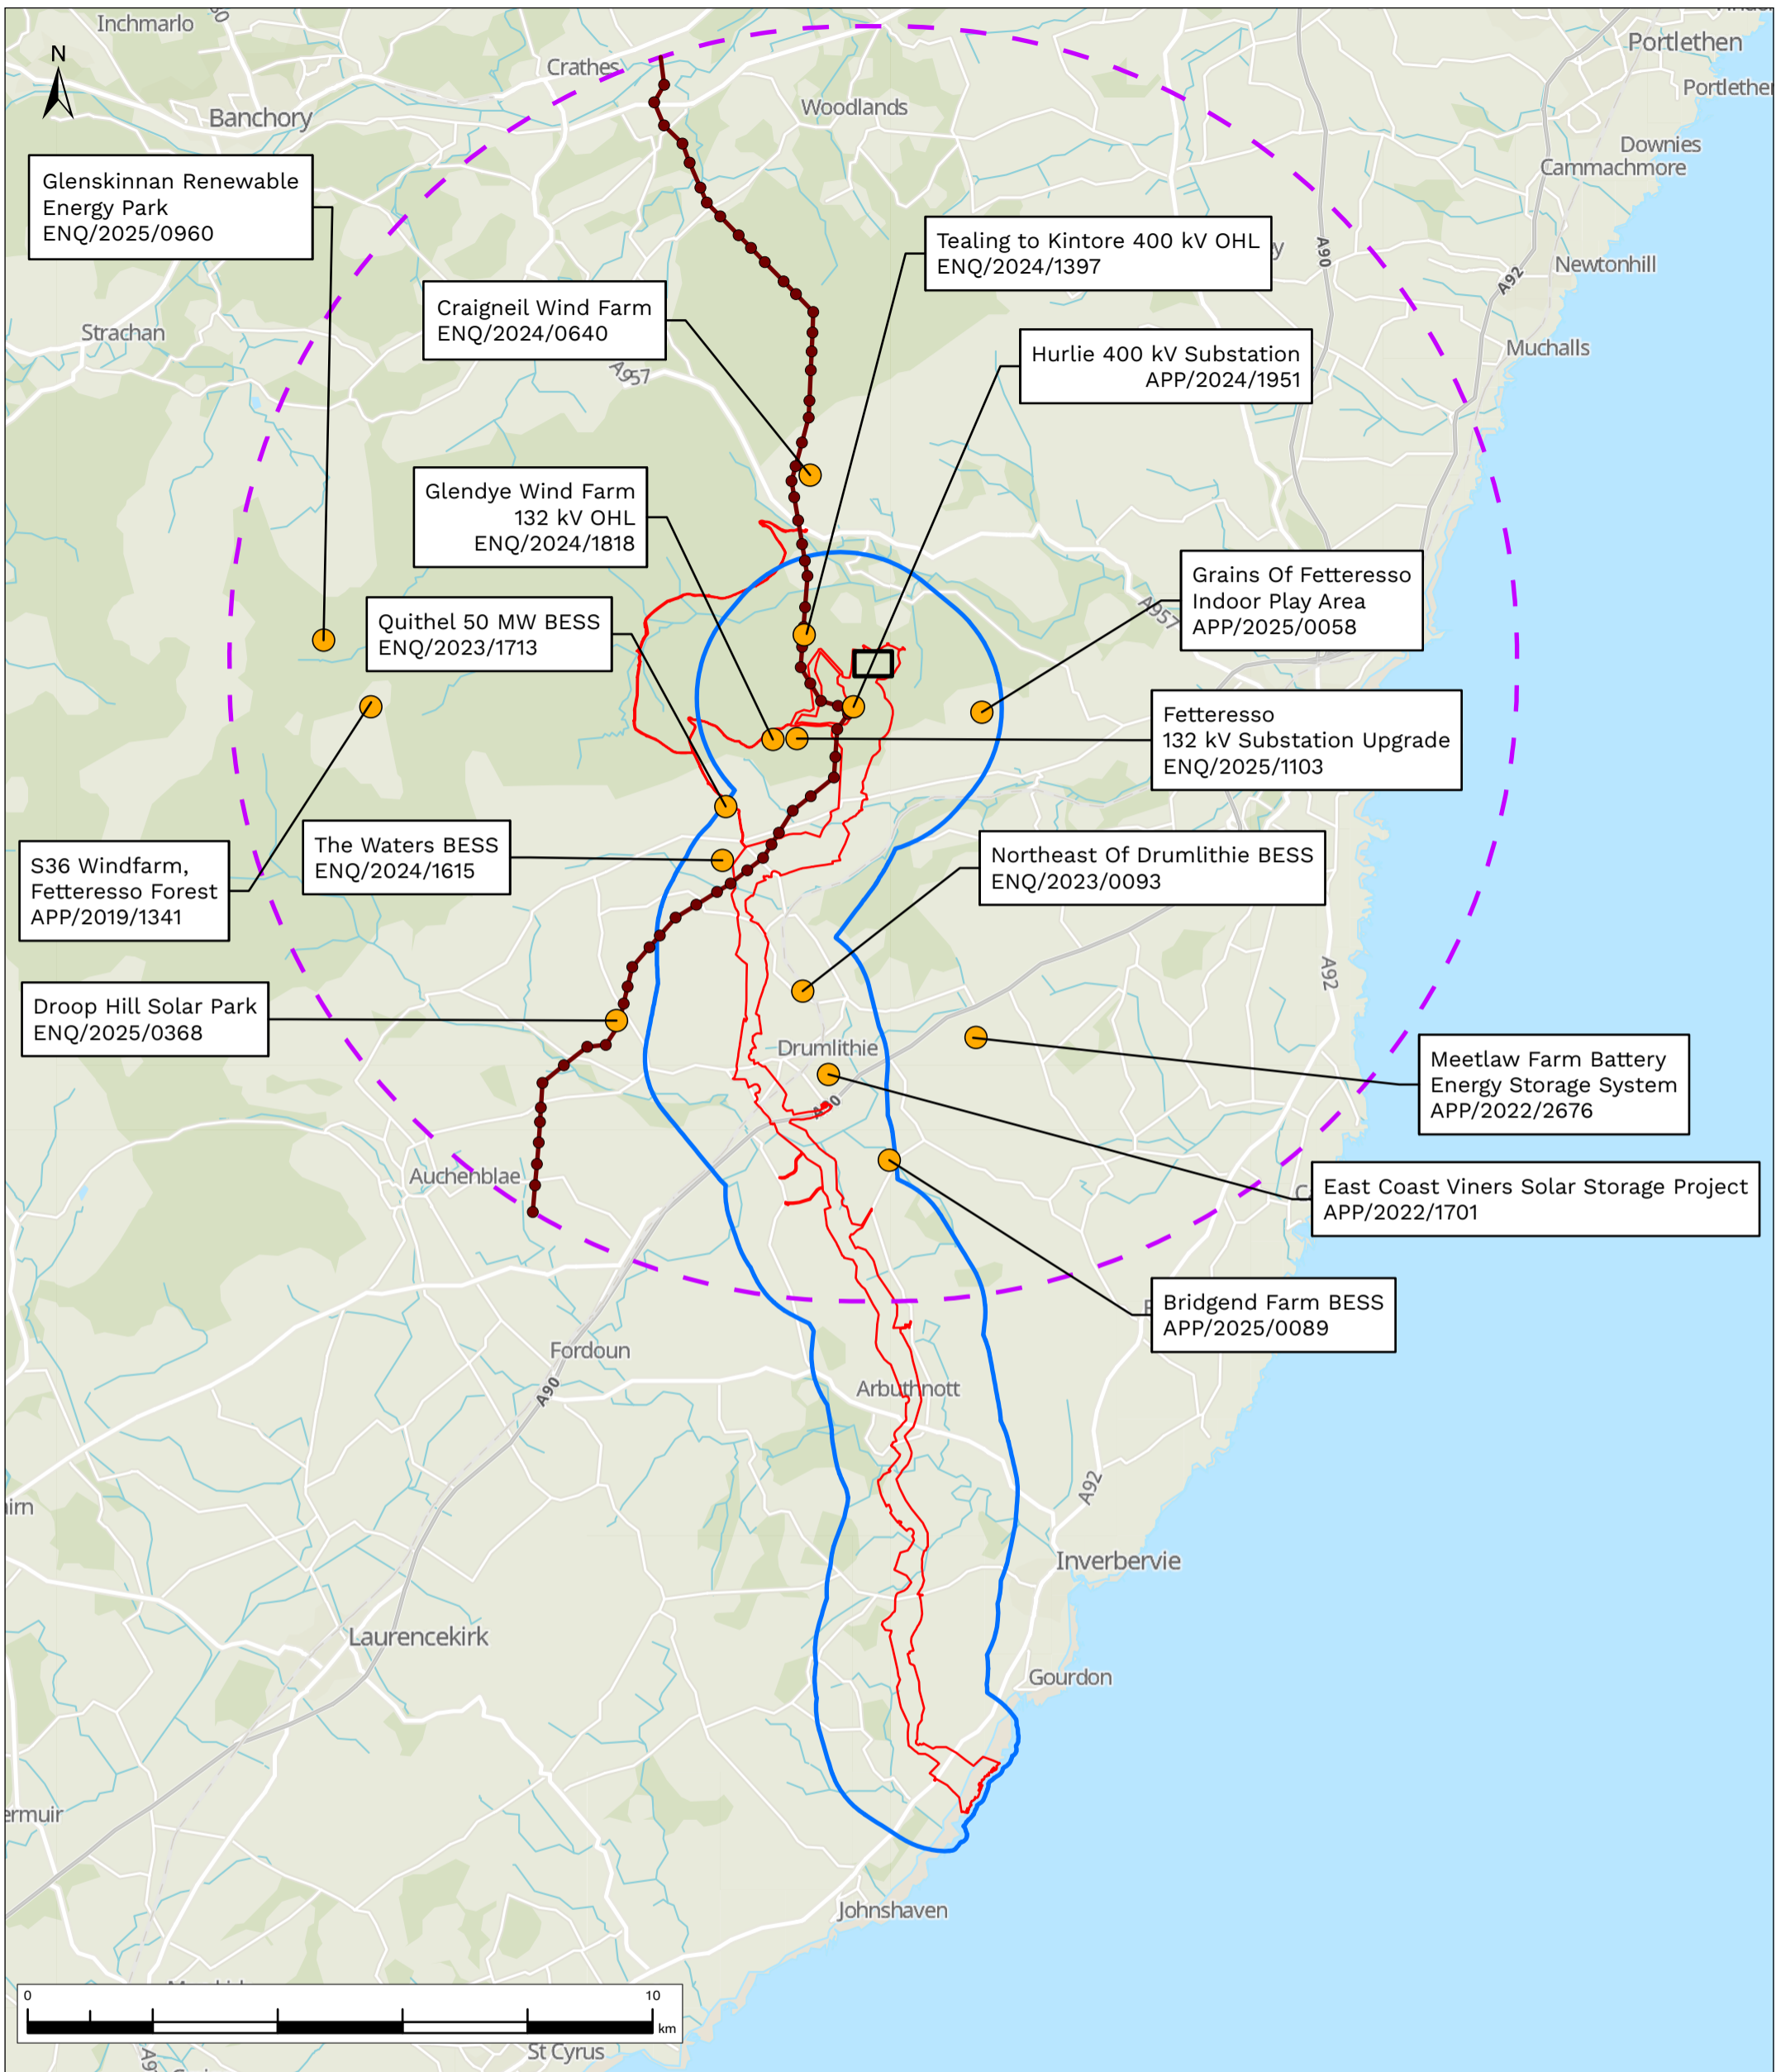 Inchmarlo
Portlethen
N
Crathes
Banchory
Woodlands
Downies
Cammachmore
Glenskinnan Renewable
Energy Park
ENQ/2025/0960
Tealing to Kintore 400 kV OHL
ENQ/2024/1397
A90
A92
Newtonhill
Craigneil Wind Farm
ENQ/2024/0640
Strachan
Muchalls
Hurlie 400 kV Substation
APP/2024/1951
A957
Glendye Wind Farm
132 kV OHL
ENQ/2024/1818
Grains Of Fetteresso
Indoor Play Area
APP/2025/0058
A957
Quithel 50 MW BESS
ENQ/2023/1713
Fetteresso
132 kV Substation Upgrade
ENQ/2025/1103
The Waters BESS
ENQ/2024/1615
Northeast Of Drumlithie BESS
ENQ/2023/0093
S36 Windfarm,
Fetteresso Forest
APP/2019/1341
A92
Droop Hill Solar Park
ENQ/2025/0368
Drumlithie
Meetlaw Farm Battery
Energy Storage System
APP/2022/2676
A90
Auchenblae
East Coast Viners Solar Storage Project
APP/2022/1701
Bridgend Farm BESS
APP/2025/0089
Fordoun
A90
Arbuthnott
A92
Inverbervie
Laurencekirk
Gourdon
Johnshaven
0
10
km
St Cyrus